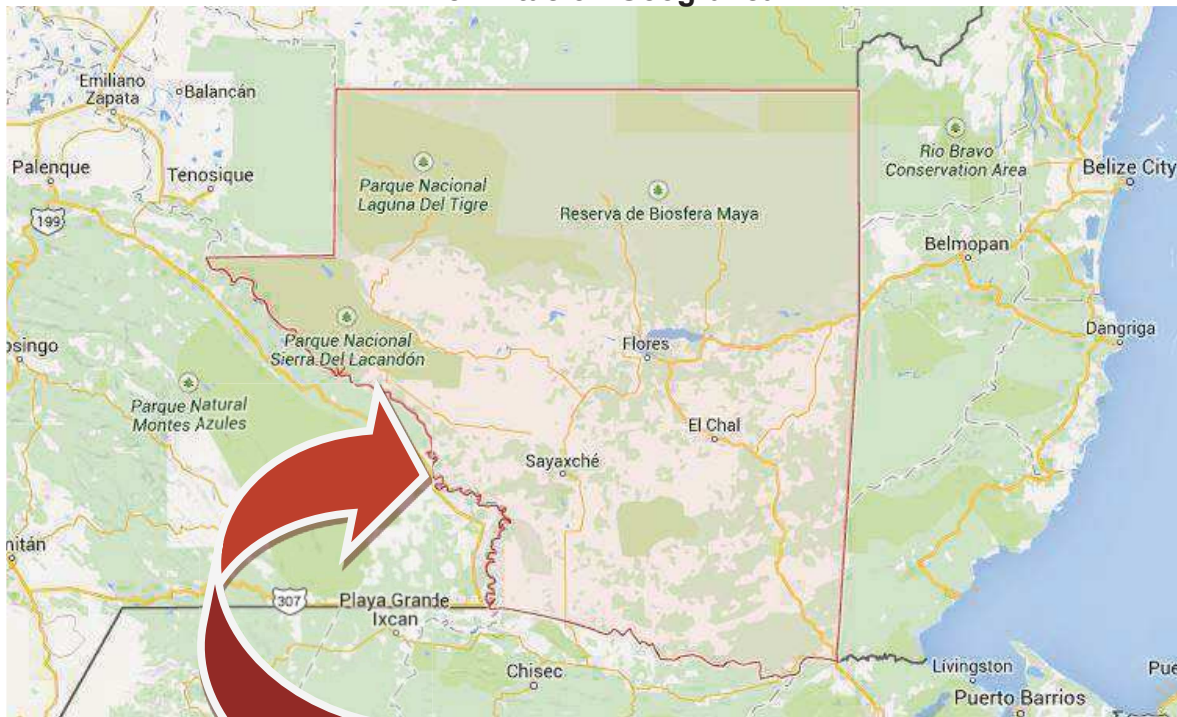 Emiliano
Zapata
Balancán
Palenque
Tenosique
199
Parque Nacional
Laguna Del Tigre
Reserva de Biosfera Maya
Rio Bravo
Conservation Area
Belize City
Belmopan
Parque Nacional
Sierra Del Lacandón
Flores
Dangriga
Parque Natural
Montes Azules
El Chal
Sayaxché
307
Playa Grande
Ixcan
Chisec
Livingston
Puerto Barrios